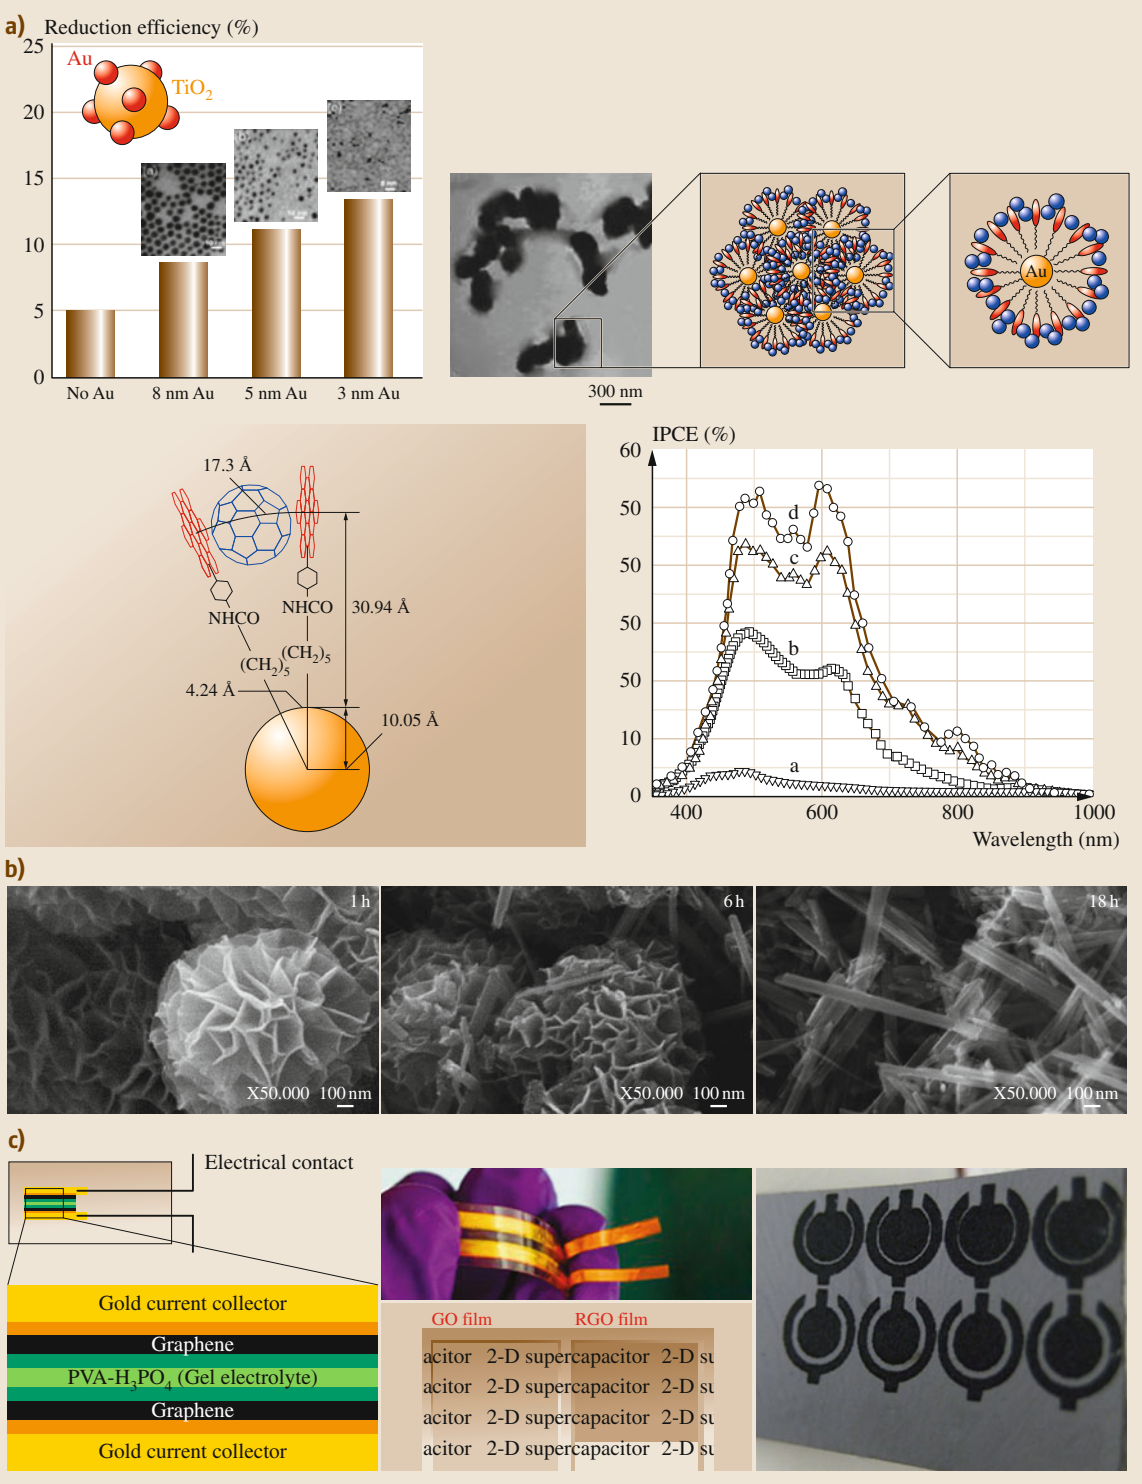 a)
Reduction efficiency (%)
25
20
15
10
5
0
Au
TiO2
No Au
8 nm Au
5 nm Au
3 nm Au
300 nm
Au
17.3 Å
NHCO
NHCO
30.94 Å
(CH2)5
(CH2)5
4.24 Å
10.05 Å
IPCE (%)
60
50
50
50
50
10
0
d
c
b
a
400
600
800
1000
Wavelength (nm)
b)
1 h
X50.000 100 nm
6 h
X50.000 100 nm
18 h
X50.000 100 nm
c)
Electrical contact
Gold current collector
Graphene
PVA-H3PO4 (Gel electrolyte)
Graphene
Gold current collector
GO film
RGO film
acitor 2-D supercapacitor 2-D su
acitor 2-D supercapacitor 2-D su
acitor 2-D supercapacitor 2-D su
acitor 2-D supercapacitor 2-D su